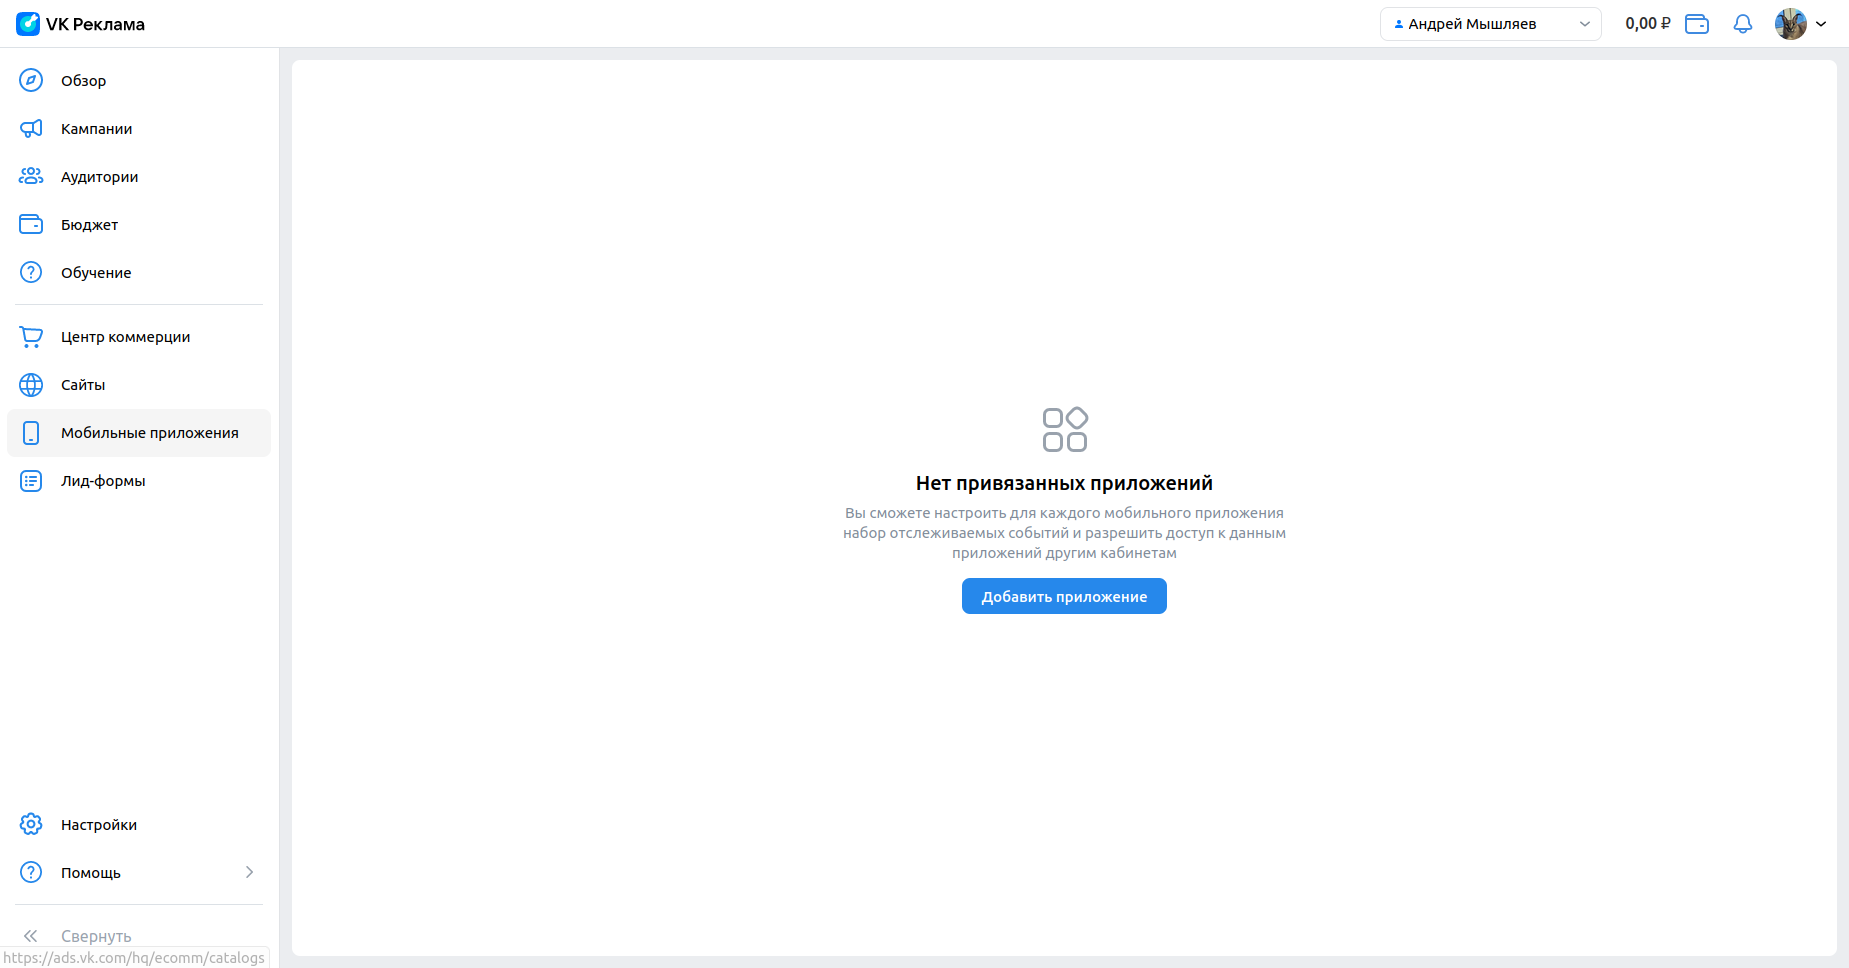 VK Реклама
Андрей Мышляев
0,00 ₽
Обзор
Кампании
Аудитории
Бюджет
Обучение
Центр коммерции
Сайты
Мобильные приложения
Лид-формы
Нет привязанных приложений
Вы сможете настроить для каждого мобильного приложения
набор отслеживаемых событий и разрешить доступ к данным
приложений другим кабинетам
Добавить приложение
Настройки
Помощь
Свернуть
https://ads.vk.com/hq/ecomm/catalogs